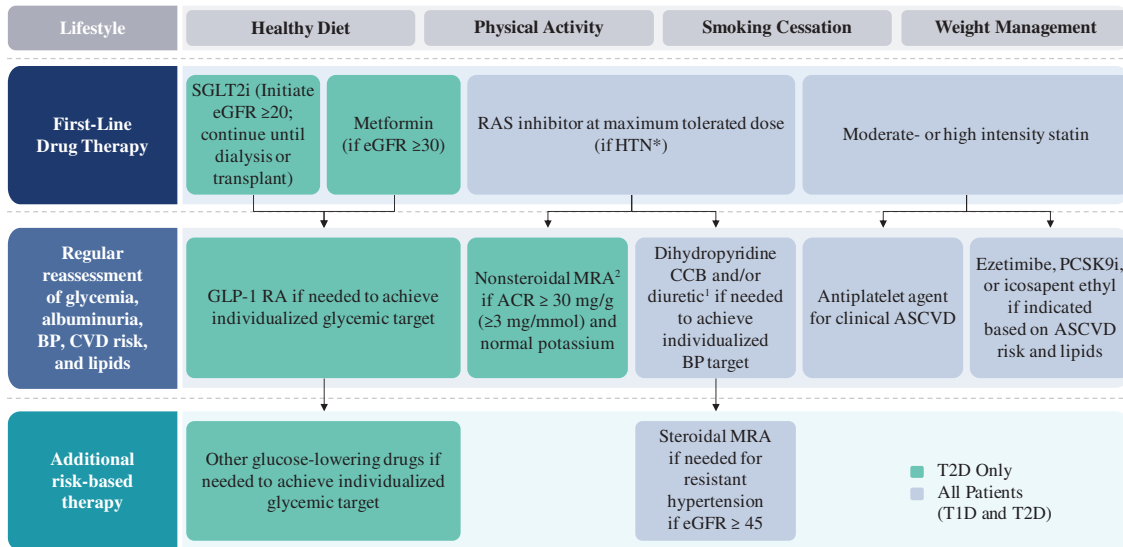 Lifestyle
Healthy Diet
Physical Activity
Smoking Cessation
Weight Management
First-Line
Drug Therapy
SGLT2i (Initiate
eGFR ≥20;
continue until
dialysis or
transplant)
Metformin
(if eGFR ≥30)
RAS inhibitor at maximum tolerated dose
(if HTN*)
Moderate- or high intensity statin
Regular
reassessment
of glycemia,
albuminuria,
BP, CVD risk,
and lipids
GLP-1 RA if needed to achieve
individualized glycemic target
Nonsteroidal MRA²
if ACR ≥ 30 mg/g
(≥3 mg/mmol) and
normal potassium
Dihydropyridine
CCB and/or
diuretic¹ if needed
to achieve
individualized
BP target
Antiplatelet agent
for clinical ASCVD
Ezetimibe, PCSK9i,
or icosapent ethyl
if indicated
based on ASCVD
risk and lipids
Additional
risk-based
therapy
Other glucose-lowering drugs if
needed to achieve individualized
glycemic target
Steroidal MRA
if needed for
resistant
hypertension
if eGFR ≥ 45
T2D Only
All Patients
(T1D and T2D)